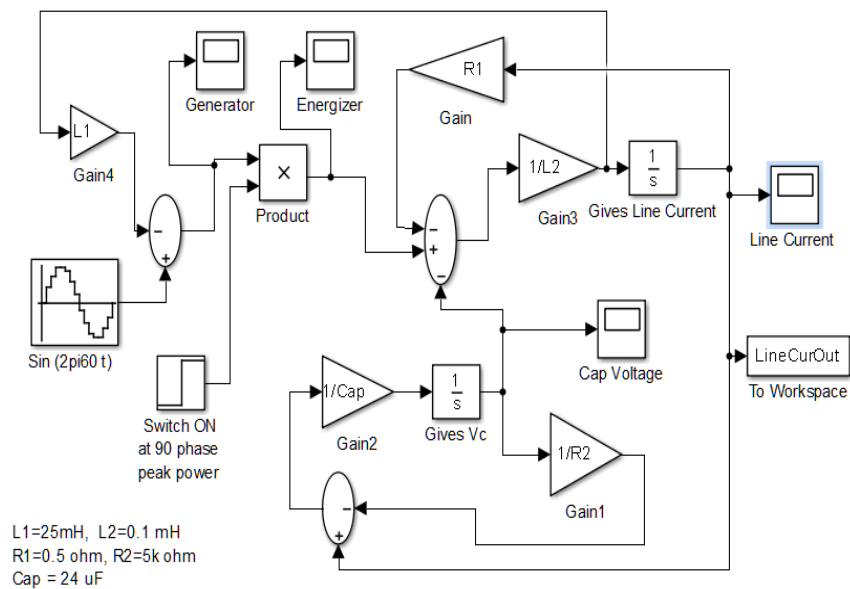 R1
Generator
Energizer
Gain
L1
Gain4
×
Product
1/L2
Gain3
1
s
Gives Line Current
Line Current
−
+
−
+
−
Sin (2pi60 t)
Cap Voltage
LineCurOut
To Workspace
Switch ON
at 90 phase
peak power
1/Cap
Gain2
1
s
Gives Vc
1/R2
Gain1
−
+
L1=25mH, L2=0.1 mH
R1=0.5 ohm, R2=5k ohm
Cap = 24 uF